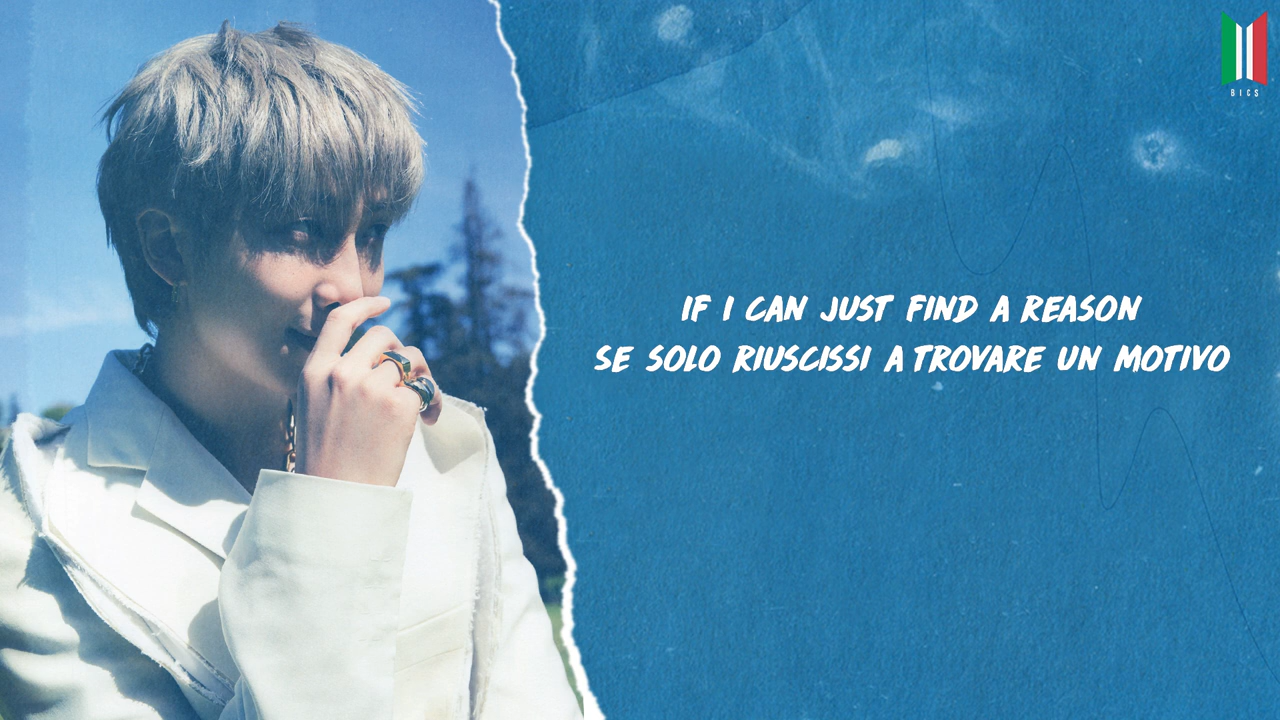 BICS
IF I CAN JUST FIND A REASON
SE SOLO RIUSCISSI A TROVARE UN MOTIVO